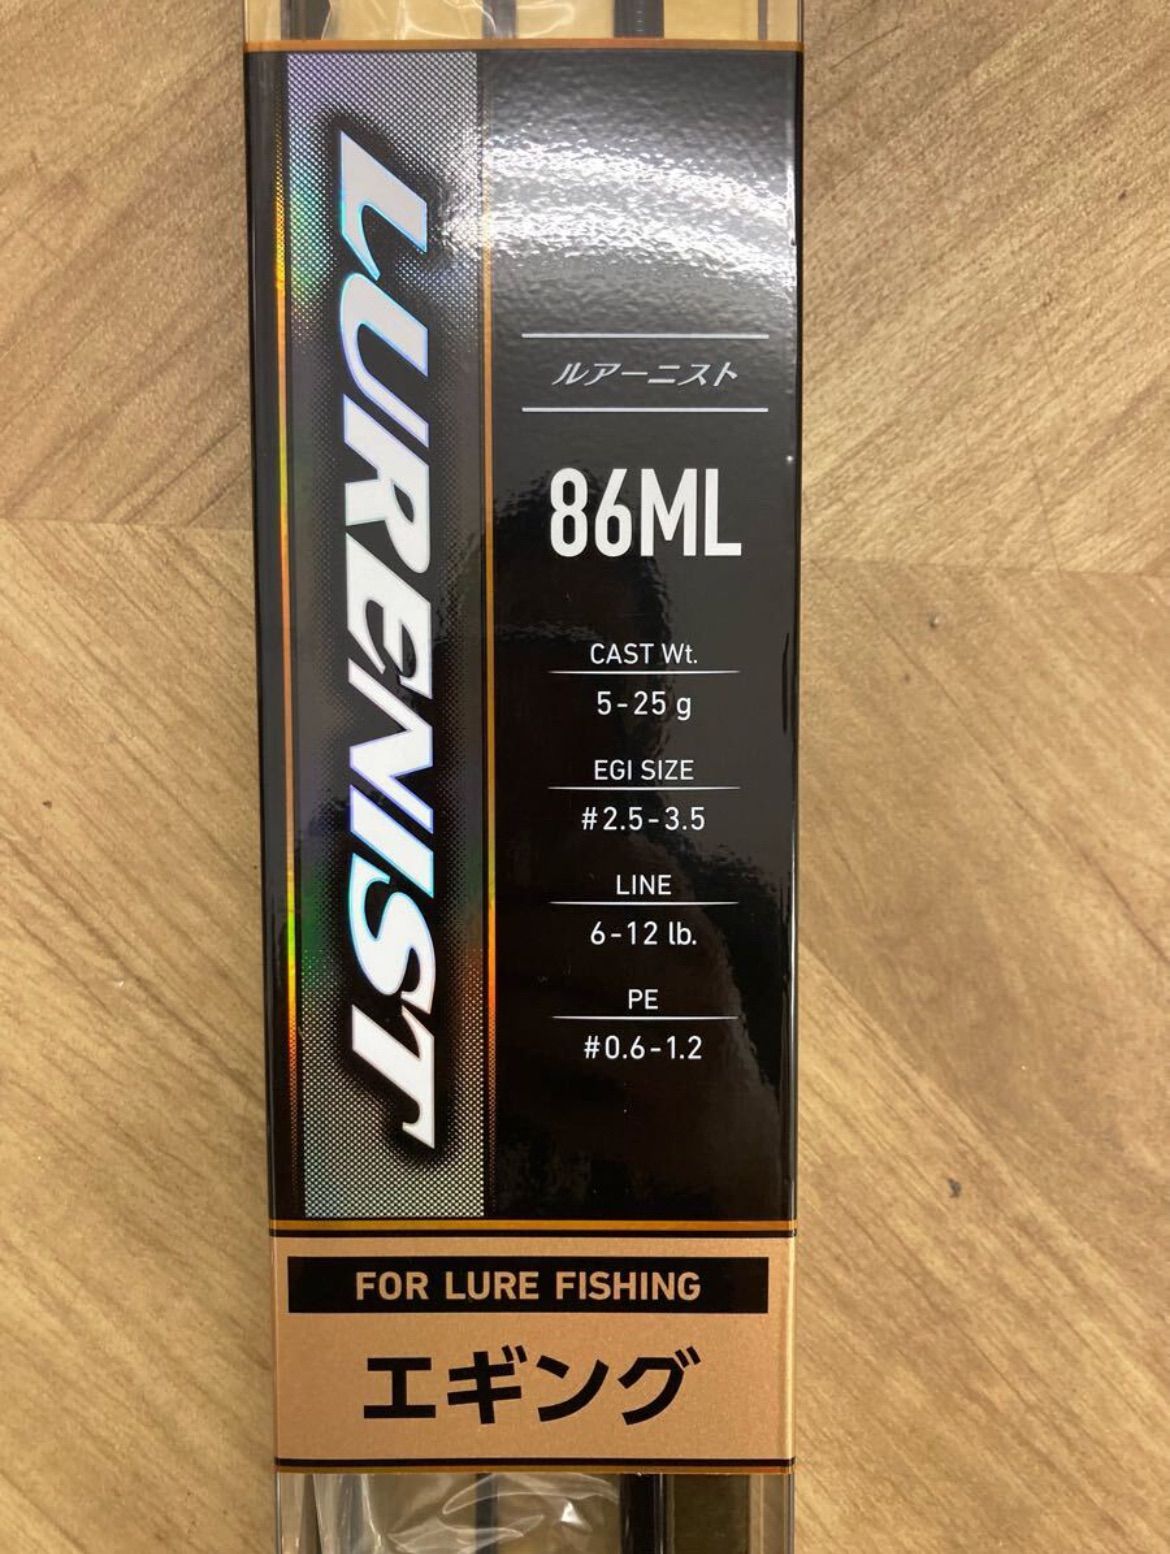 LURENIST
ルアーニスト
86ML
CAST Wt.
5-25 g
EGI SIZE
#2.5-3.5
LINE
6-12 lb.
PE
#0.6-1.2
FOR LURE FISHING
エギング